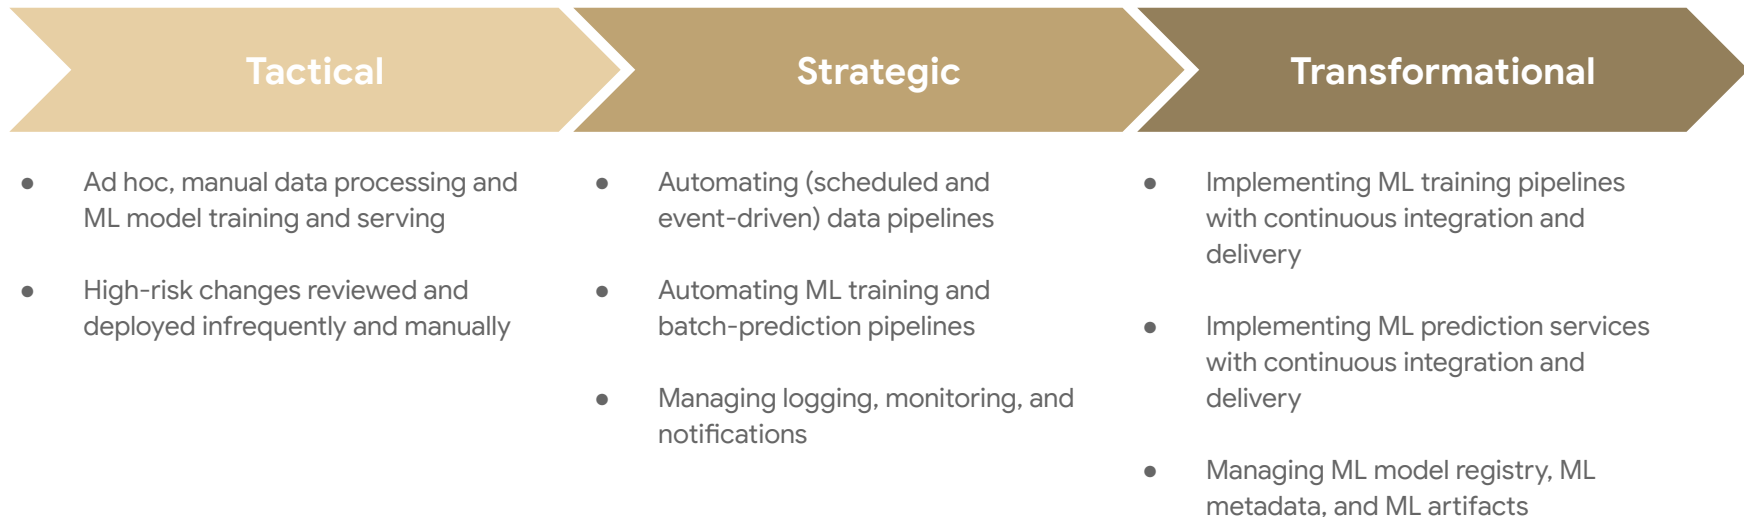 Tactical
Strategic
Transformational
● Ad hoc, manual data processing and
ML model training and serving
● High-risk changes reviewed and
deployed infrequently and manually
● Automating (scheduled and
event-driven) data pipelines
● Automating ML training and
batch-prediction pipelines
● Managing logging, monitoring, and
notifications
● Implementing ML training pipelines
with continuous integration and
delivery
● Implementing ML prediction services
with continuous integration and
delivery
● Managing ML model registry, ML
metadata, and ML artifacts